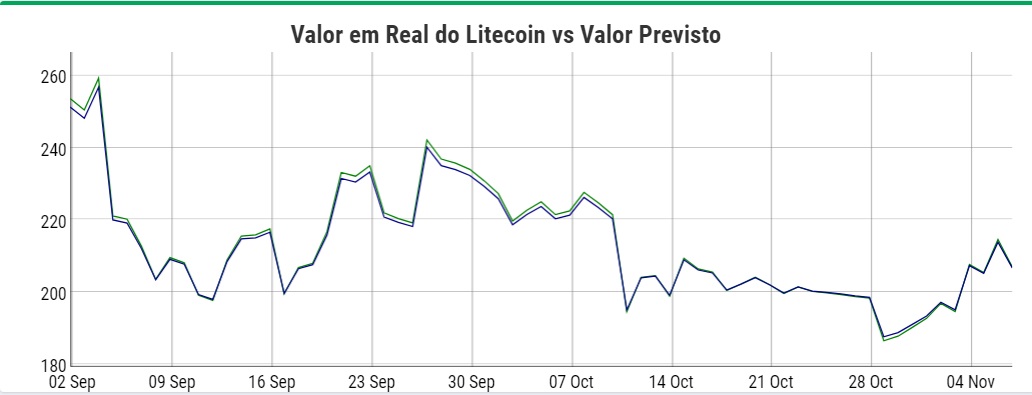 Valor em Real do Litecoin vs Valor Previsto
260
240
220
200
180
02 Sep 09 Sep 16 Sep 23 Sep 30 Sep 07 Oct 14 Oct 21 Oct 28 Oct 04 Nov